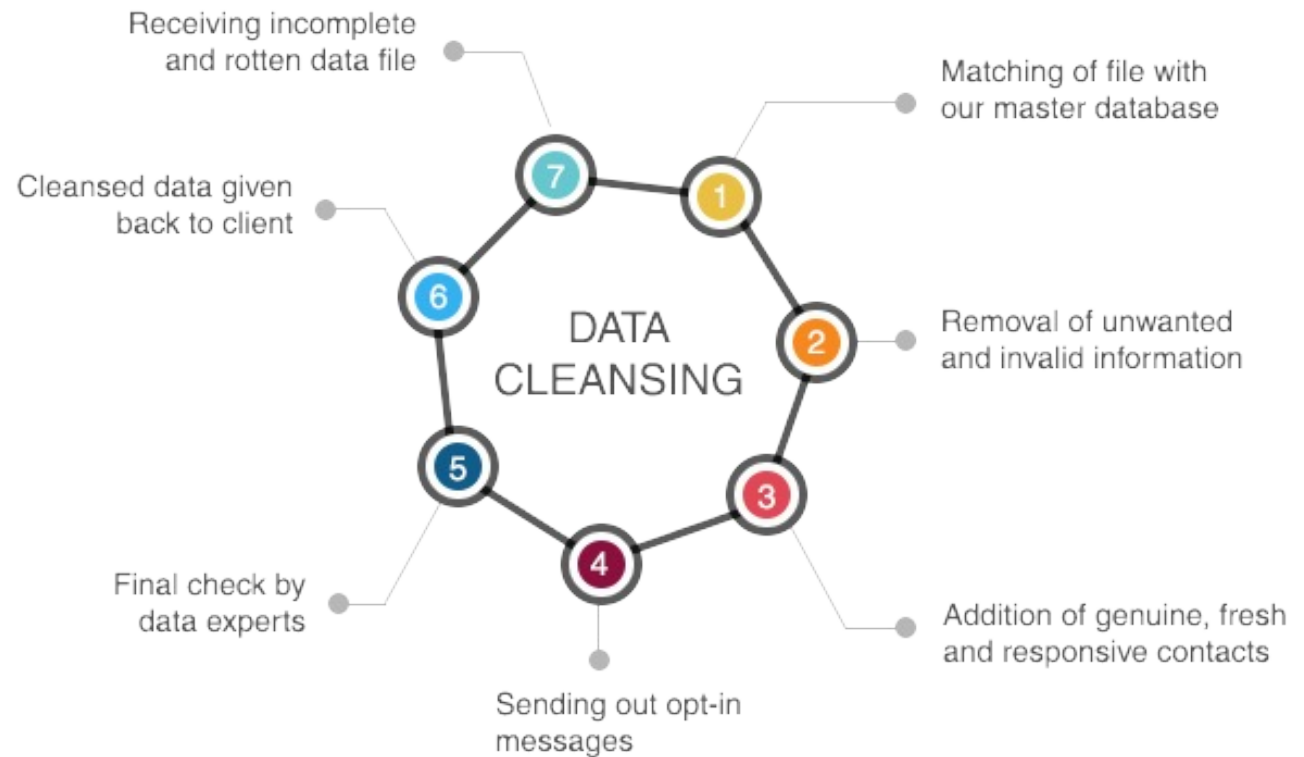 Receiving incomplete
and rotten data file
Matching of file with
our master database
Cleansed data given
back to client
7
1
6
DATA
CLEANSING
2
Removal of unwanted
and invalid information
5
3
4
Final check by
data experts
Addition of genuine, fresh
and responsive contacts
Sending out opt-in
messages